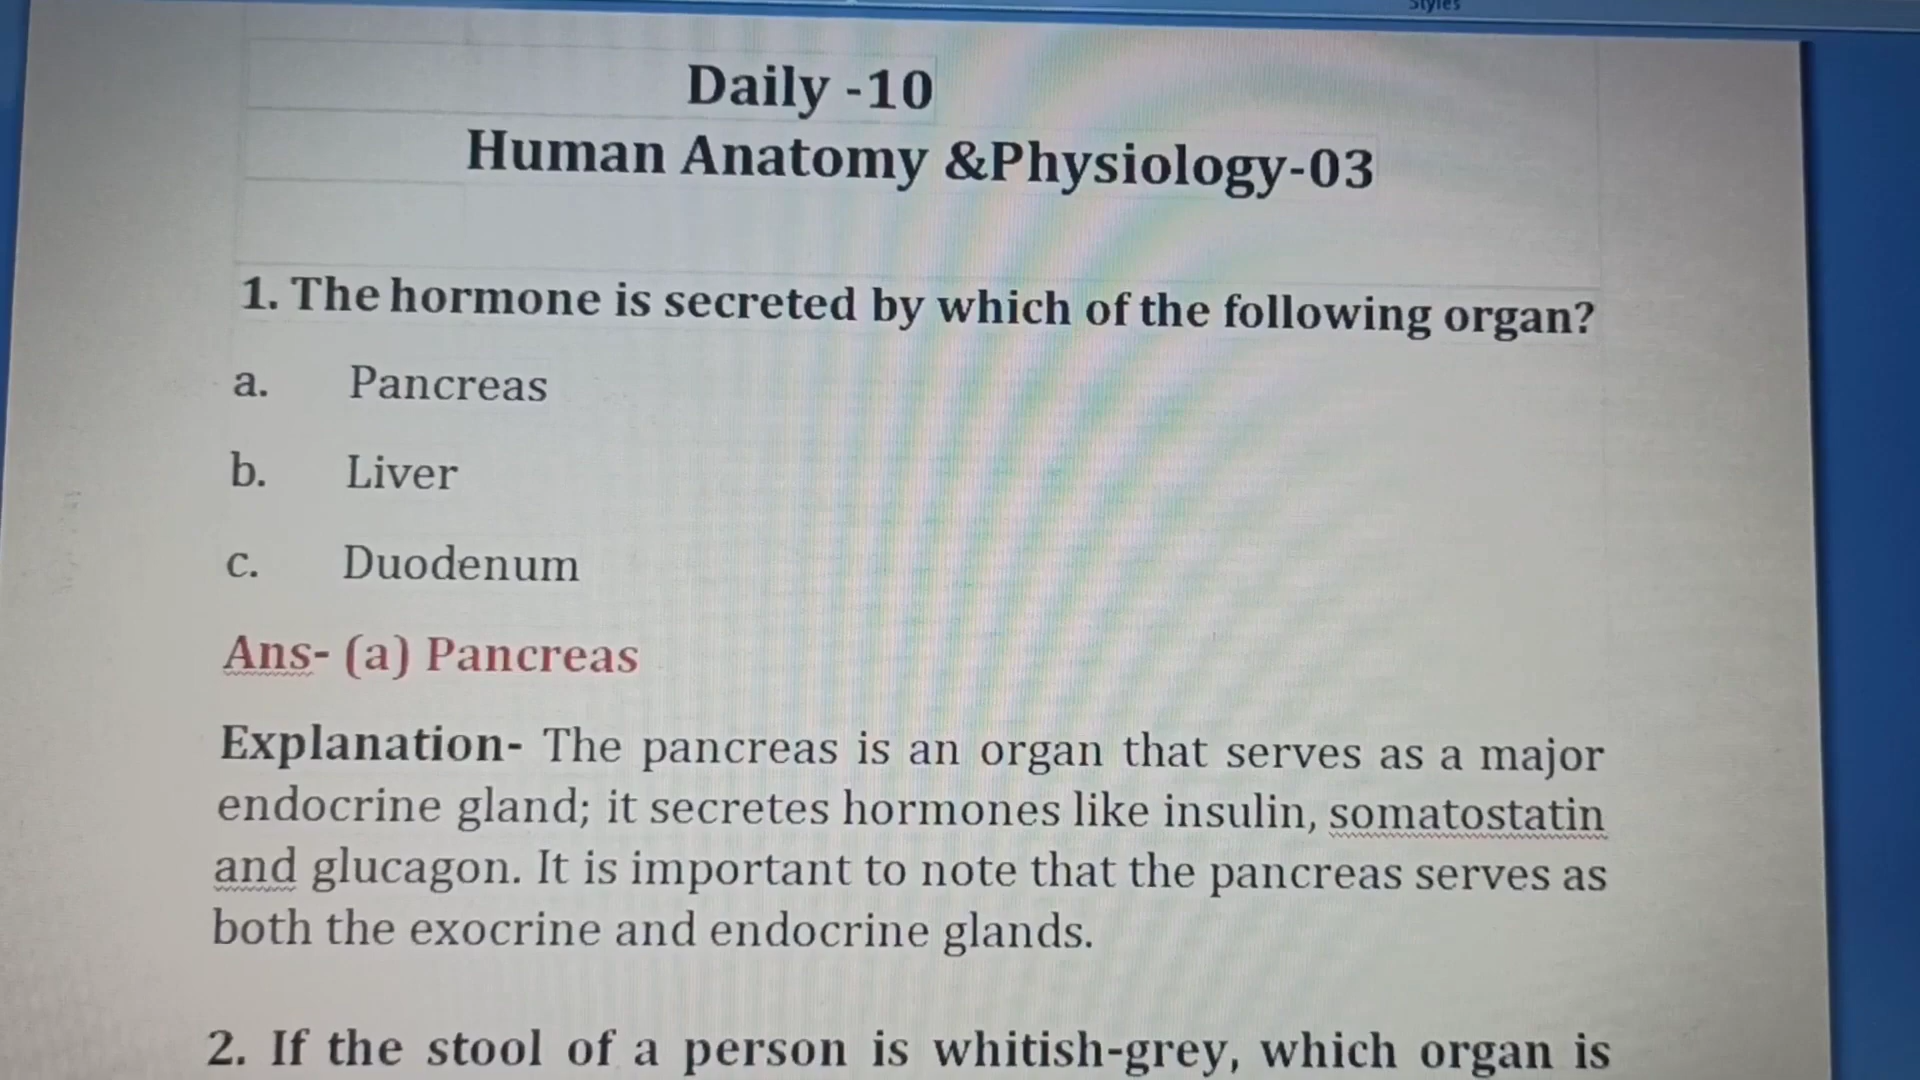 Styles
Daily -10
Human Anatomy &Physiology-03
1. The hormone is secreted by which of the following organ?
a. Pancreas
b. Liver
c. Duodenum
Ans- (a) Pancreas
Explanation- The pancreas is an organ that serves as a major
endocrine gland; it secretes hormones like insulin, somatostatin
and glucagon. It is important to note that the pancreas serves as
both the exocrine and endocrine glands.
2. If the stool of a person is whitish-grey, which organ is